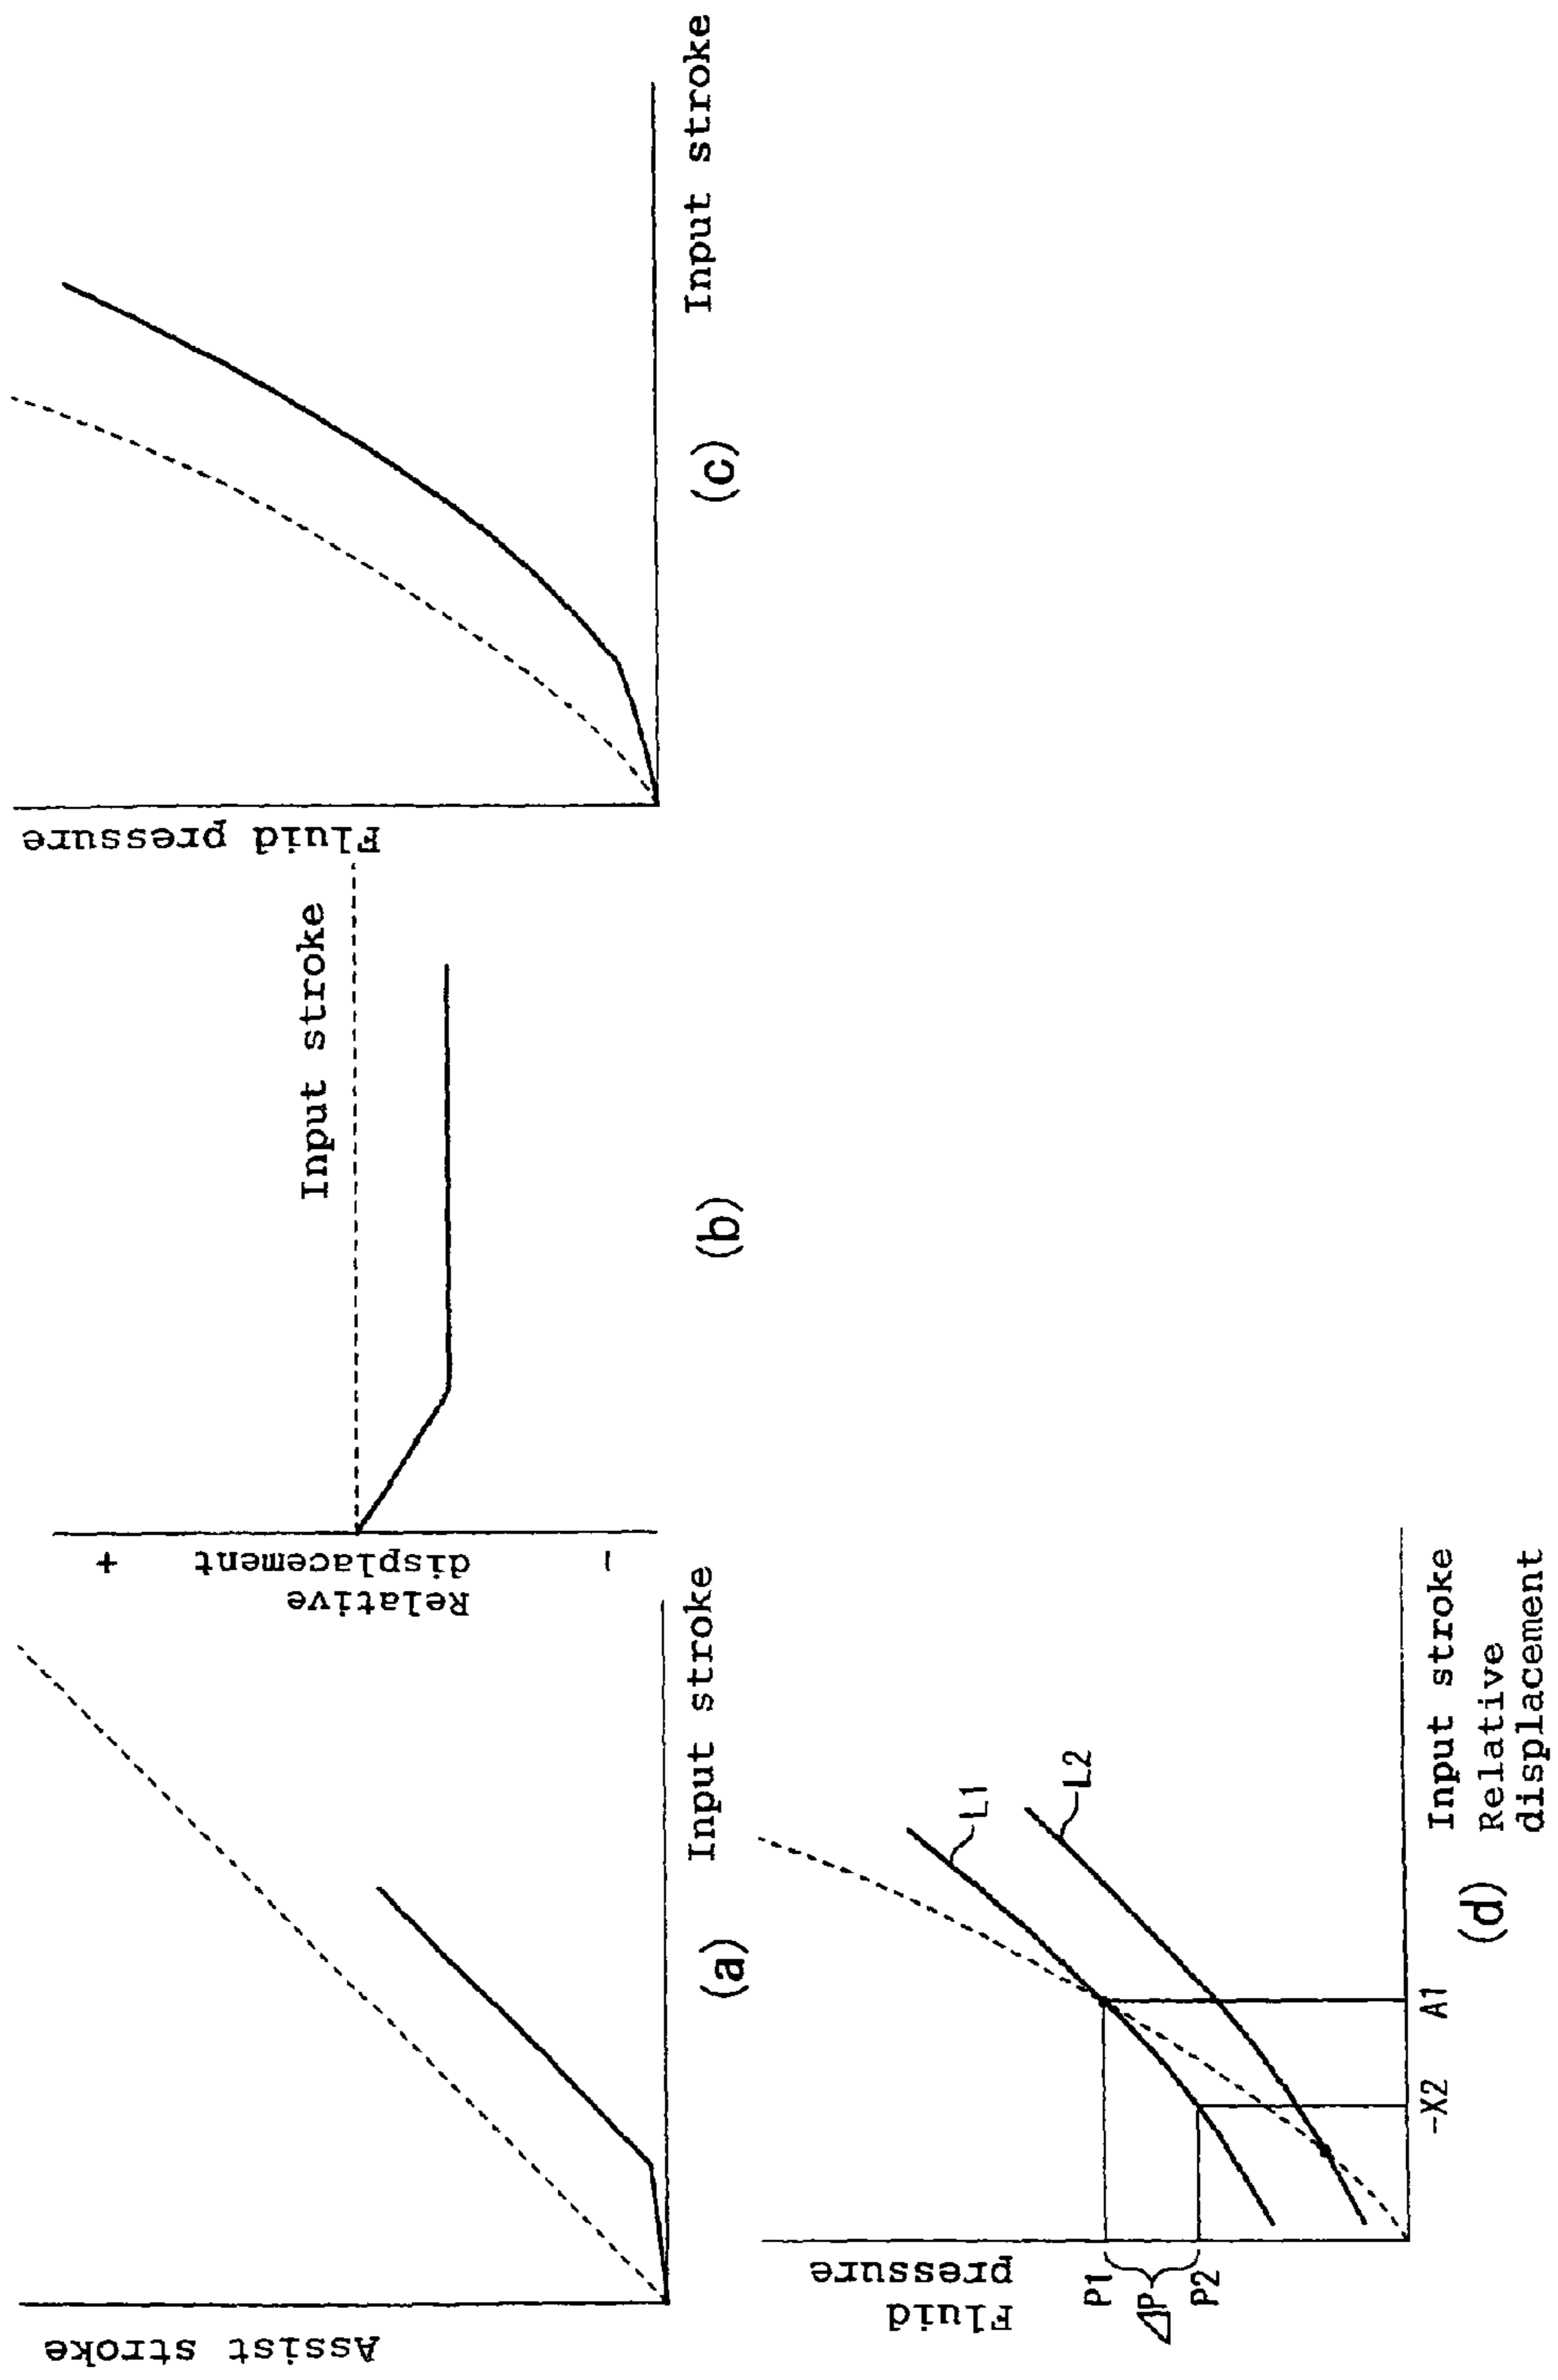 Assist stroke
Input stroke
(a)
Relative
displacement
+
−
Input stroke
(b)
Fluid pressure
Input stroke
(c)
Fluid
pressure
P1
ΔP
P2
L1
L2
-X2
A1
Input stroke
Relative
displacement
(d)